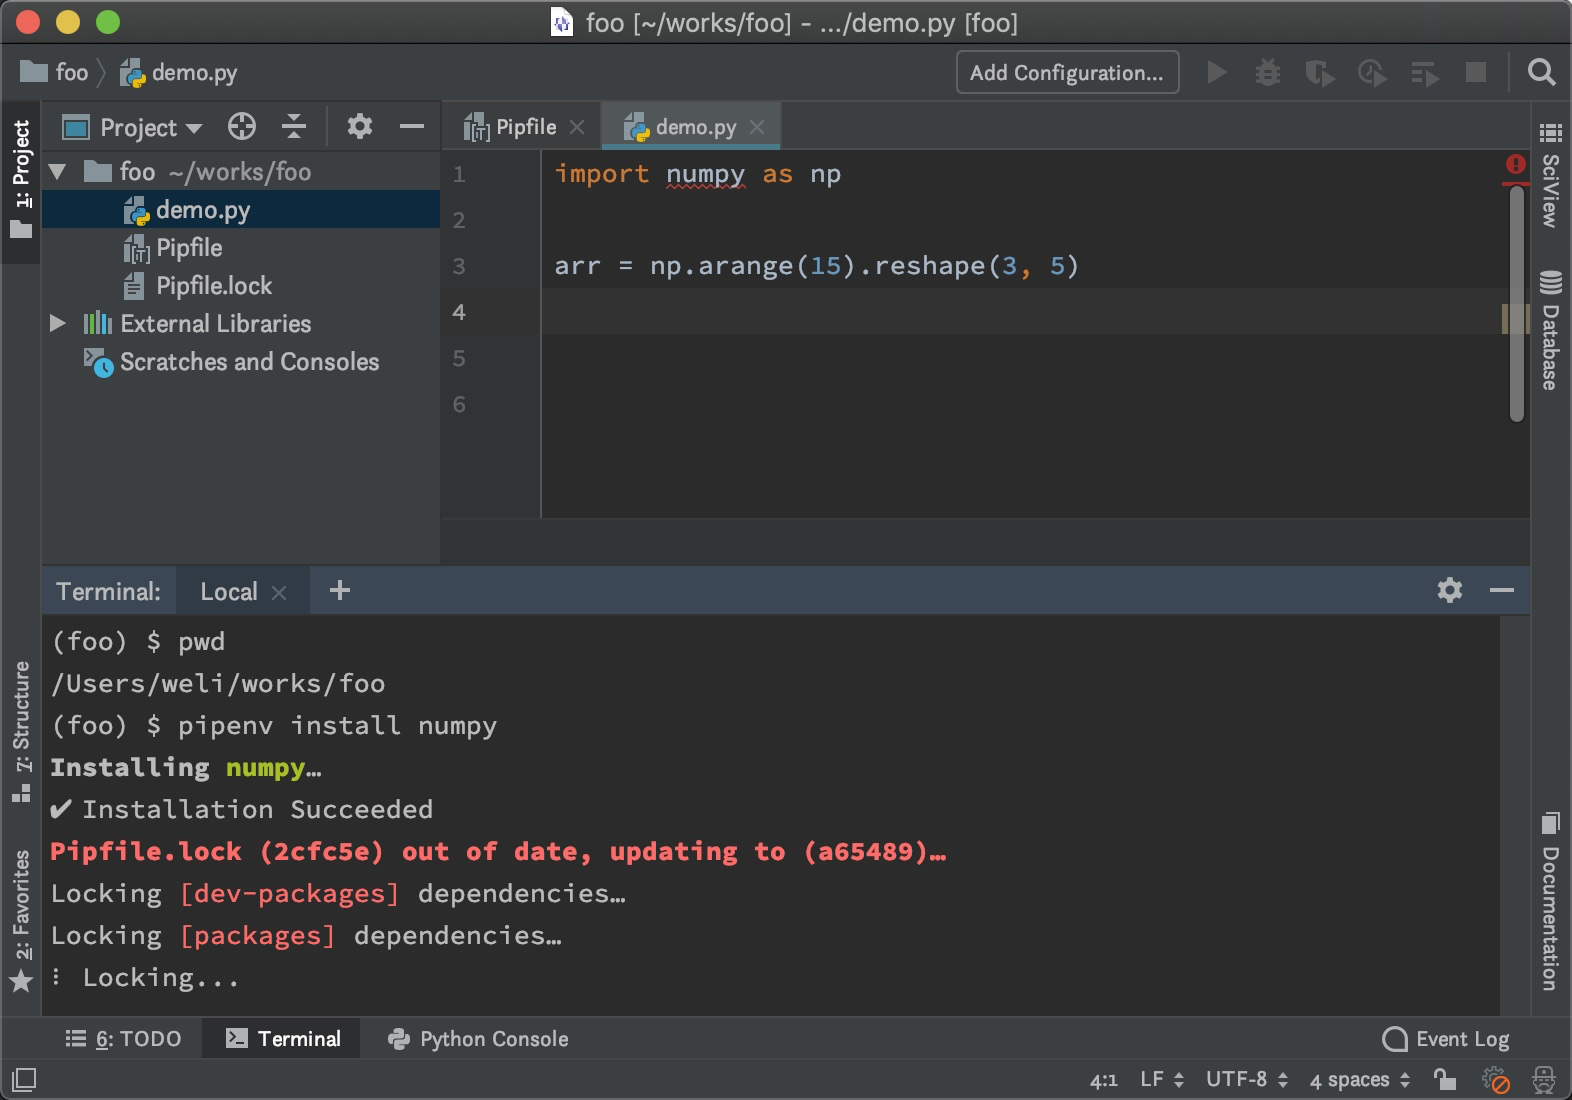 foo [~/works/foo] - .../demo.py [foo]
foo demo.py Add Configuration...
1: Project
Project
Pipfile demo.py
foo ~/works/foo
demo.py
Pipfile
Pipfile.lock
External Libraries
Scratches and Consoles
1 import numpy as np
2
3 arr = np.arange(15).reshape(3, 5)
4
5
6
SciView
Database
Terminal: Local +
(foo) $ pwd
/Users/weli/works/foo
(foo) $ pipenv install numpy
Installing numpy…
✔ Installation Succeeded
Pipfile.lock (2cfc5e) out of date, updating to (a65489)…
Locking [dev-packages] dependencies…
Locking [packages] dependencies…
⠇ Locking...
7: Structure
2: Favorites
Documentation
6: TODO Terminal Python Console Event Log
4:1 LF UTF-8 4 spaces